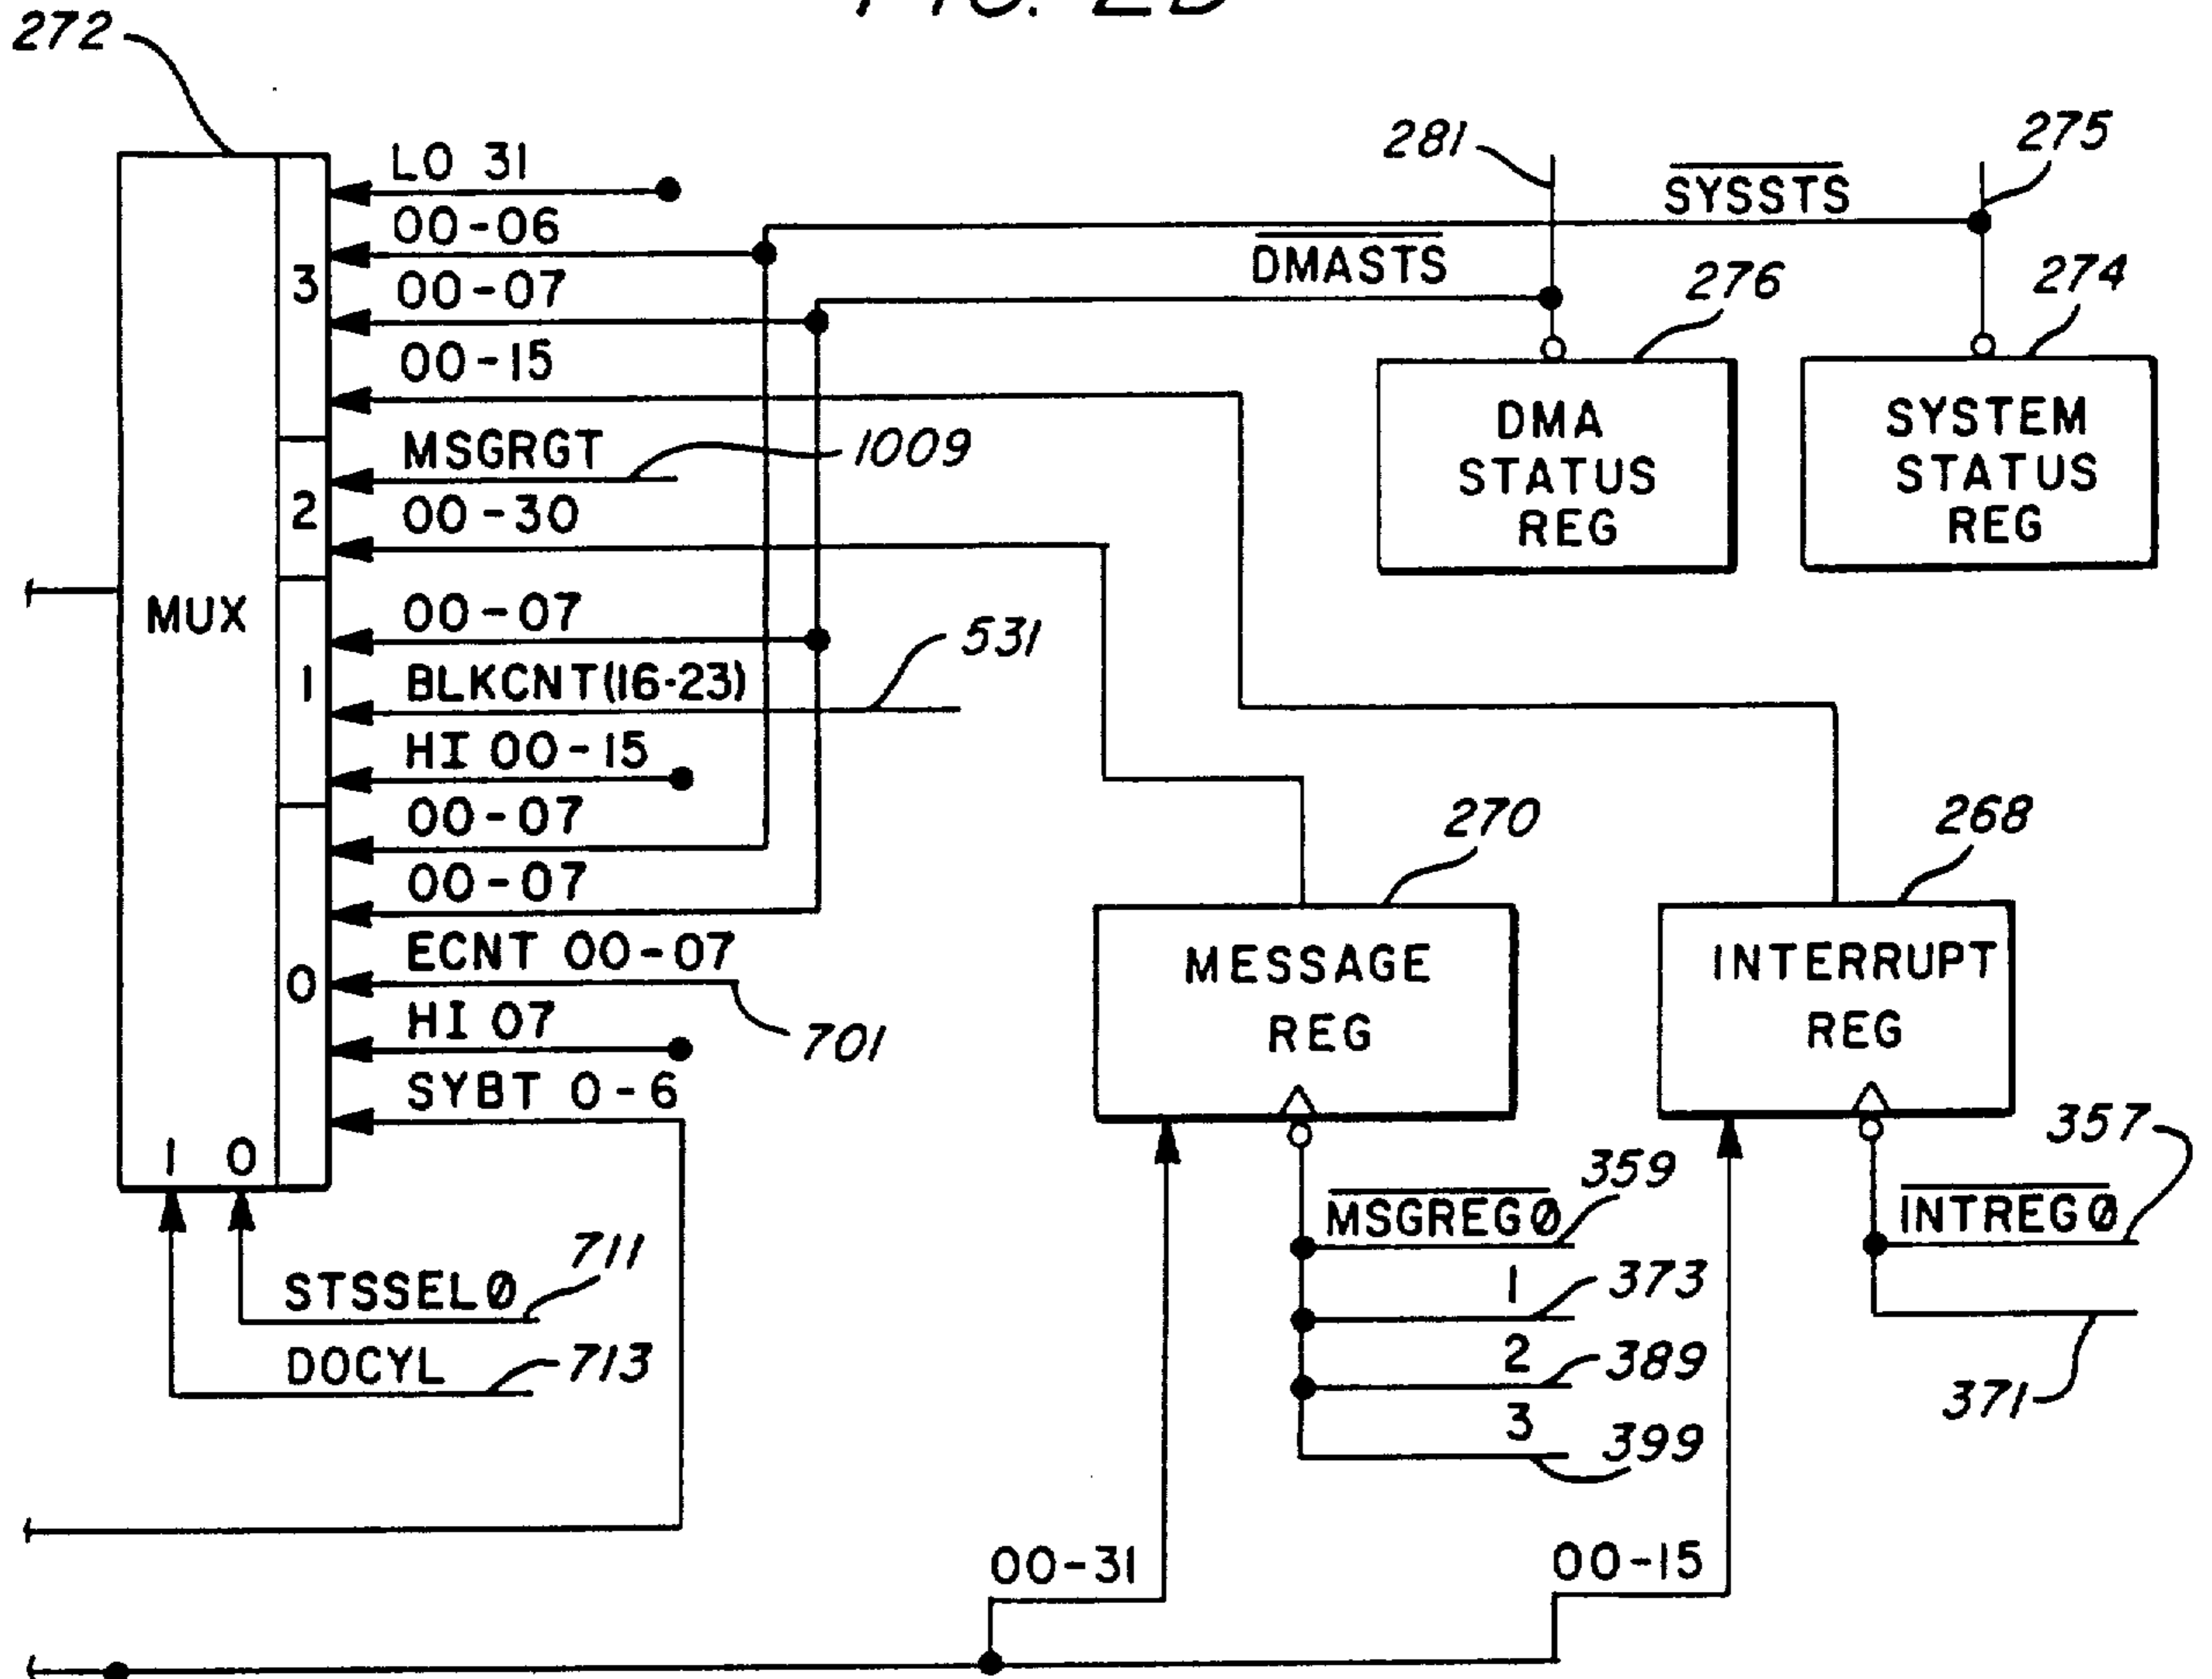 272
LO 31
00-06
00-07
00-15
MSGRGT
1009
00-30
00-07
BLKCNT(16-23)
531
HI 00-15
00-07
00-07
ECNT 00-07
701
HI 07
SYBT 0-6
3
2
1
0
MUX
1 0
STSSEL0
711
DOCYL
713
281
SYSSTS
275
DMASTS
276
274
DMA
STATUS
REG
SYSTEM
STATUS
REG
270
268
MESSAGE
REG
INTERRUPT
REG
MSGREG0
359
1
373
2
389
3
399
INTREG0
357
371
00-31
00-15